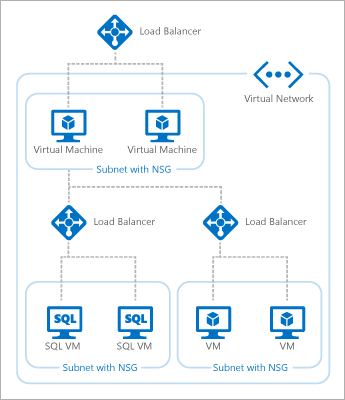 Load Balancer
Virtual Network
Virtual Machine Virtual Machine
Subnet with NSG
Load Balancer Load Balancer
SQL SQL
SQL VM SQL VM VM VM
Subnet with NSG Subnet with NSG